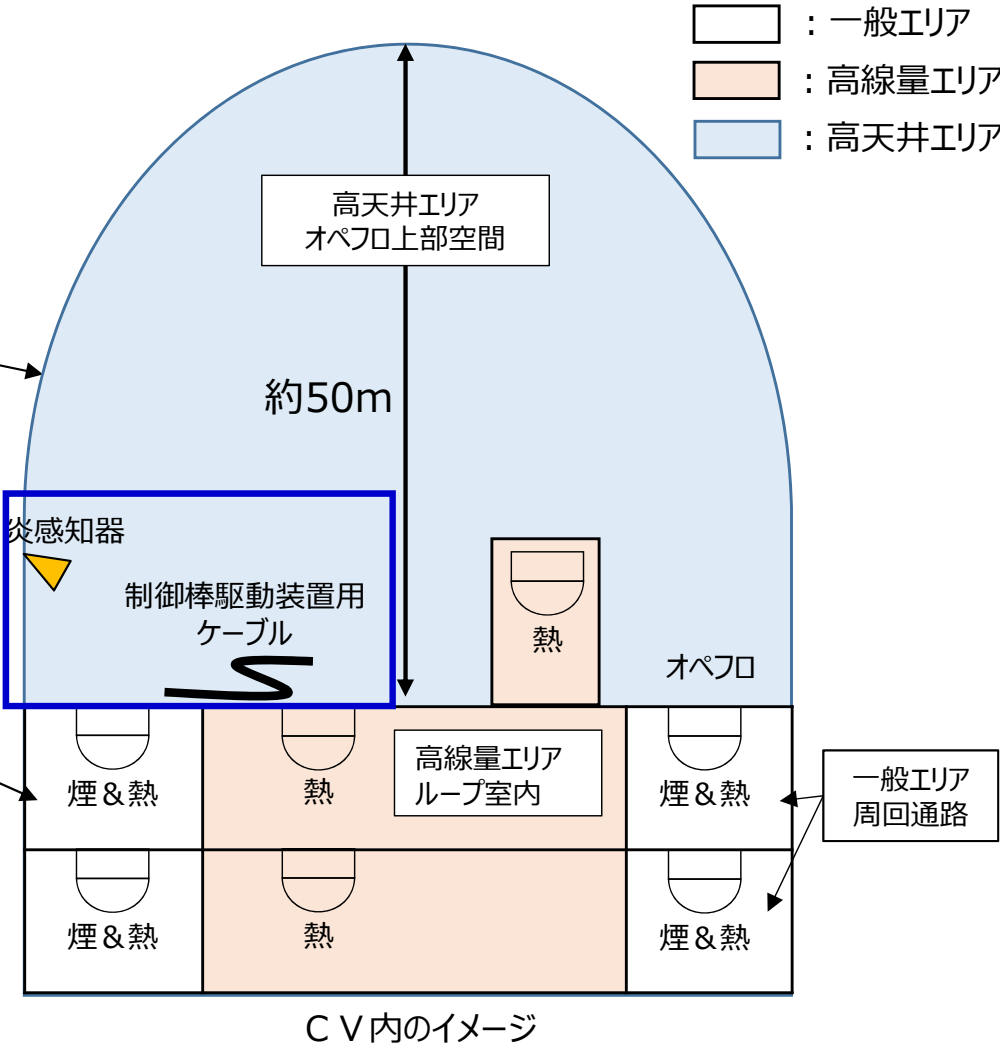 ：一般エリア
：高線量エリア
：高天井エリア
高天井エリア
オペフロ上部空間
約50m
炎感知器
制御棒駆動装置用
ケーブル
熱
オペフロ
煙＆熱
熱
高線量エリア
ループ室内
煙＆熱
一般エリア
周回通路
煙＆熱
熱
煙＆熱
ＣＶ内のイメージ